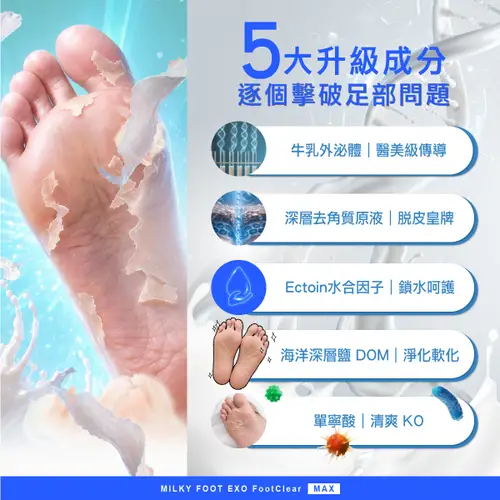 5大升級成分
逐個擊破足部問題
牛乳外泌體｜醫美級傳導
深層去角質原液｜脫皮皇牌
Ectoin水合因子｜鎖水呵護
海洋深層鹽 DOM｜淨化軟化
單寧酸｜清爽 KO
MILKY FOOT EXO FootClear MAX